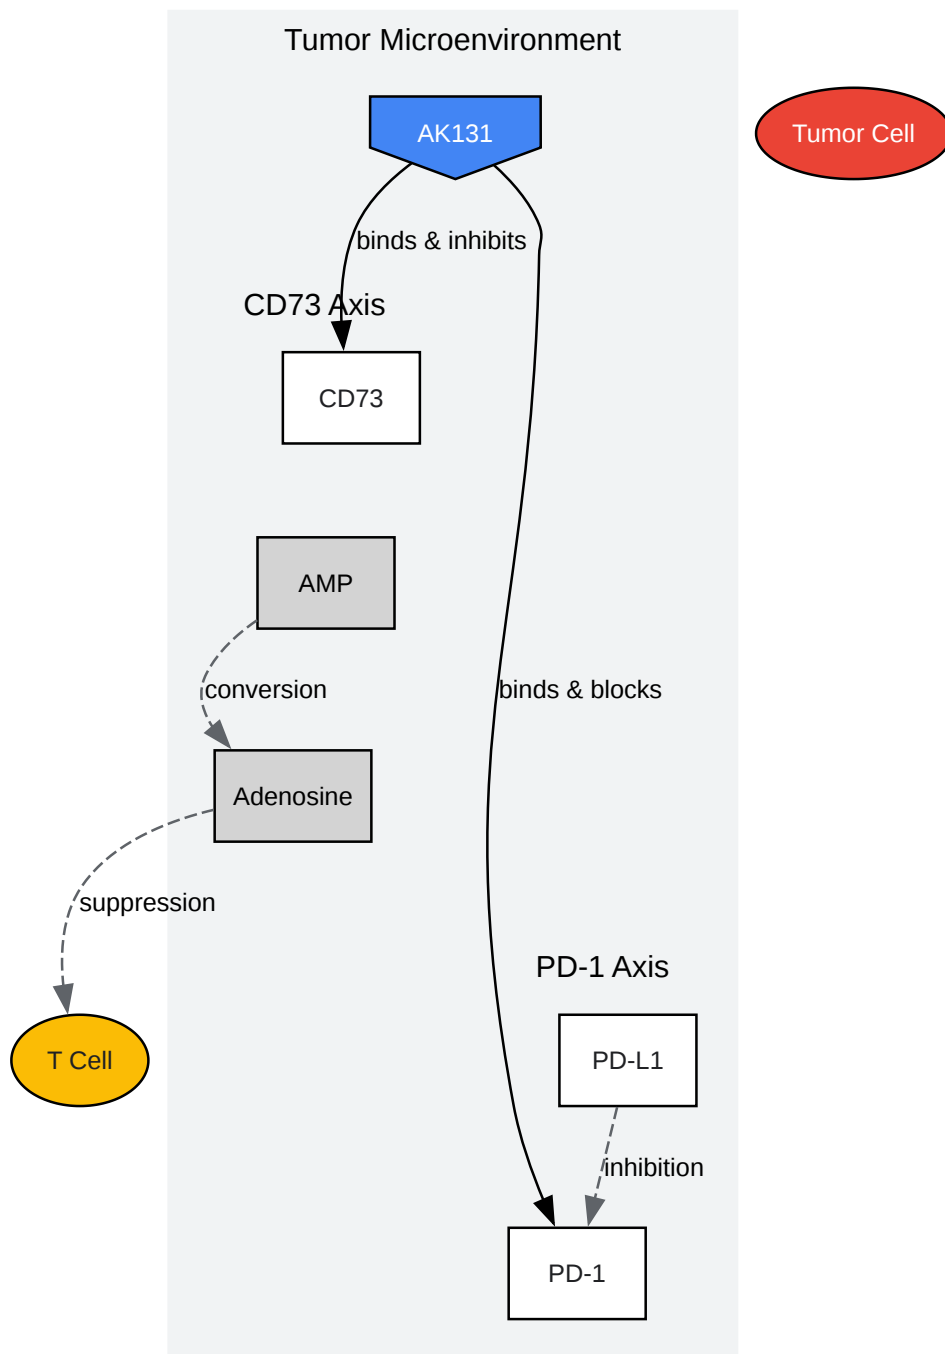 Tumor Microenvironment
AK131
Tumor Cell
binds & inhibits
CD73 Axis
CD73
AMP
conversion
binds & blocks
Adenosine
suppression
PD-1 Axis
T Cell
PD-L1
inhibition
PD-1